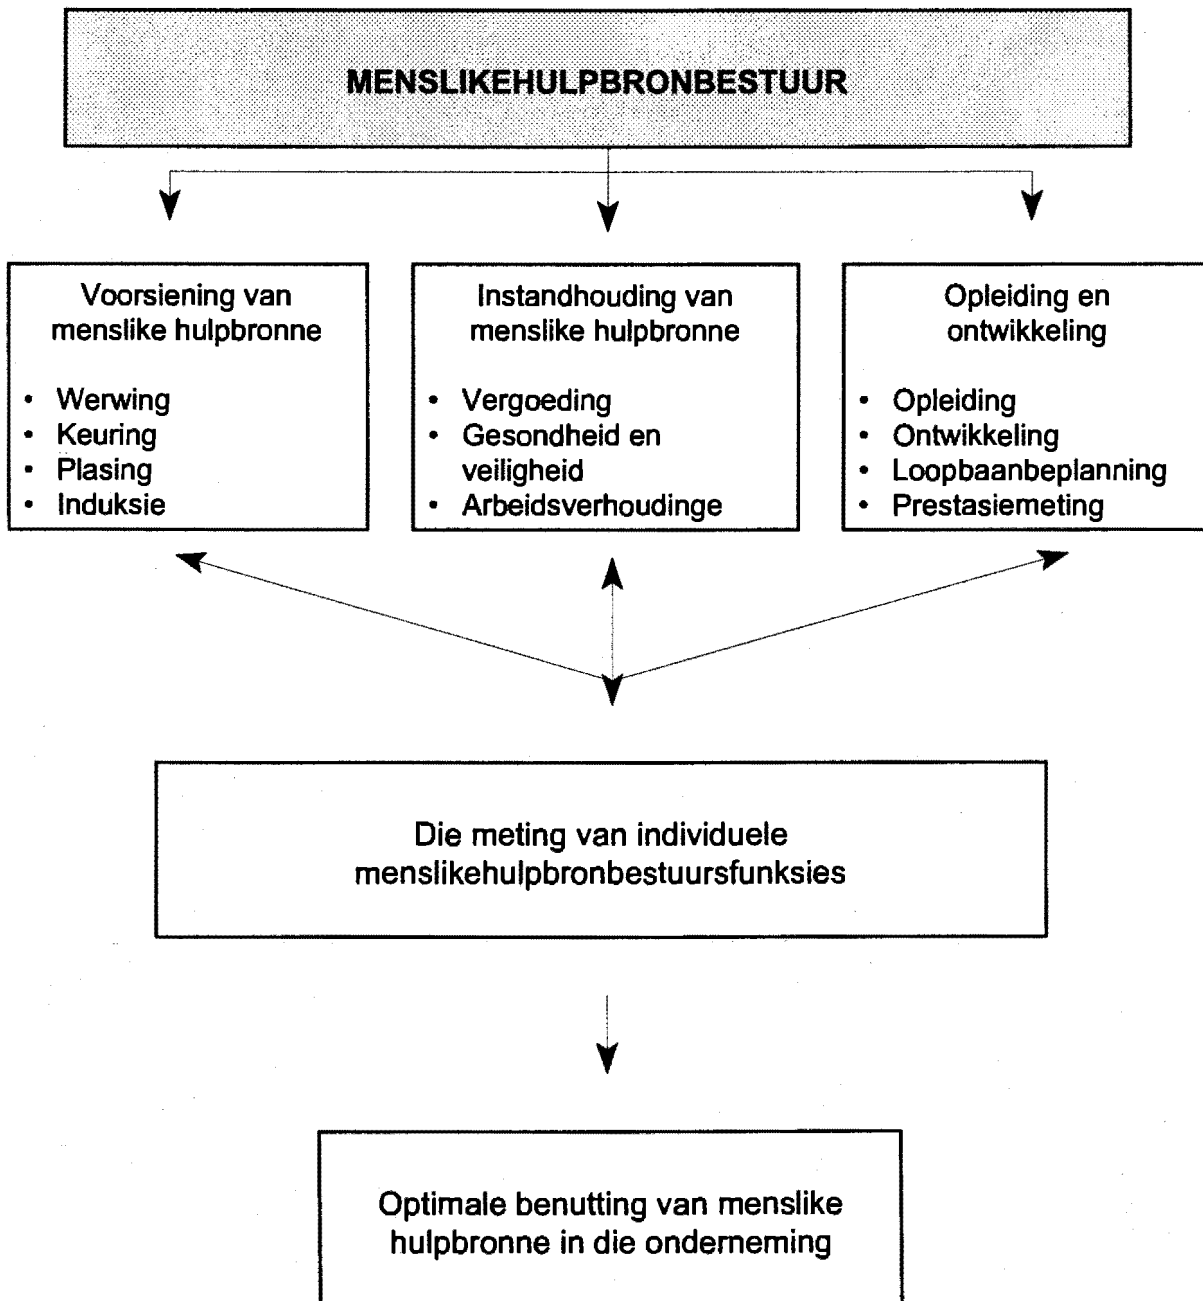 MENSLIKEHULPBRONBESTUUR
Voorsiening van
menslike hulpbronne
• Werwing
• Keuring
• Plasing
• Induksie
Instandhouding van
menslike hulpbronne
• Vergoeding
• Gesondheid en
veiligheid
• Arbeidsverhoudinge
Opleiding en
ontwikkeling
• Opleiding
• Ontwikkeling
• Loopbaanbeplanning
• Prestasiemeting
Die meting van individuele
menslikehulpbronbestuursfunksies
Optimale benutting van menslike
hulpbronne in die onderneming